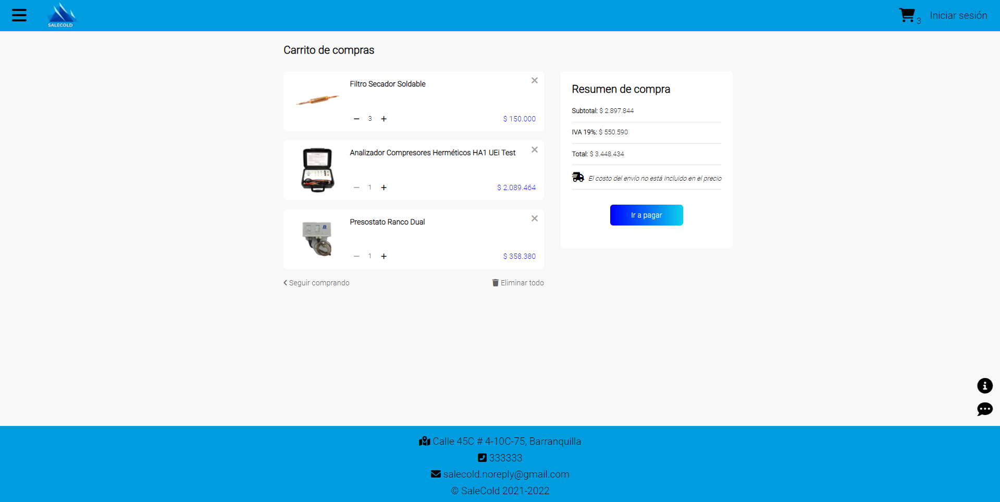 SALECOLD
3
Iniciar sesión
Carrito de compras
Filtro Secador Soldable
3
$ 150.000
Analizador Compresores Herméticos HA1 UEi Test
1
$ 2.089.464
Presostato Ranco Dual
1
$ 358.380
Seguir comprando
Eliminar todo
Resumen de compra
Subtotal: $ 2.897.844
IVA 19%: $ 550.590
Total: $ 3.448.434
El costo del envío no está incluido en el precio
Ir a pagar
Calle 45C # 4-10C-75, Barranquilla
333333
salecold.noreply@gmail.com
© SaleCold 2021-2022